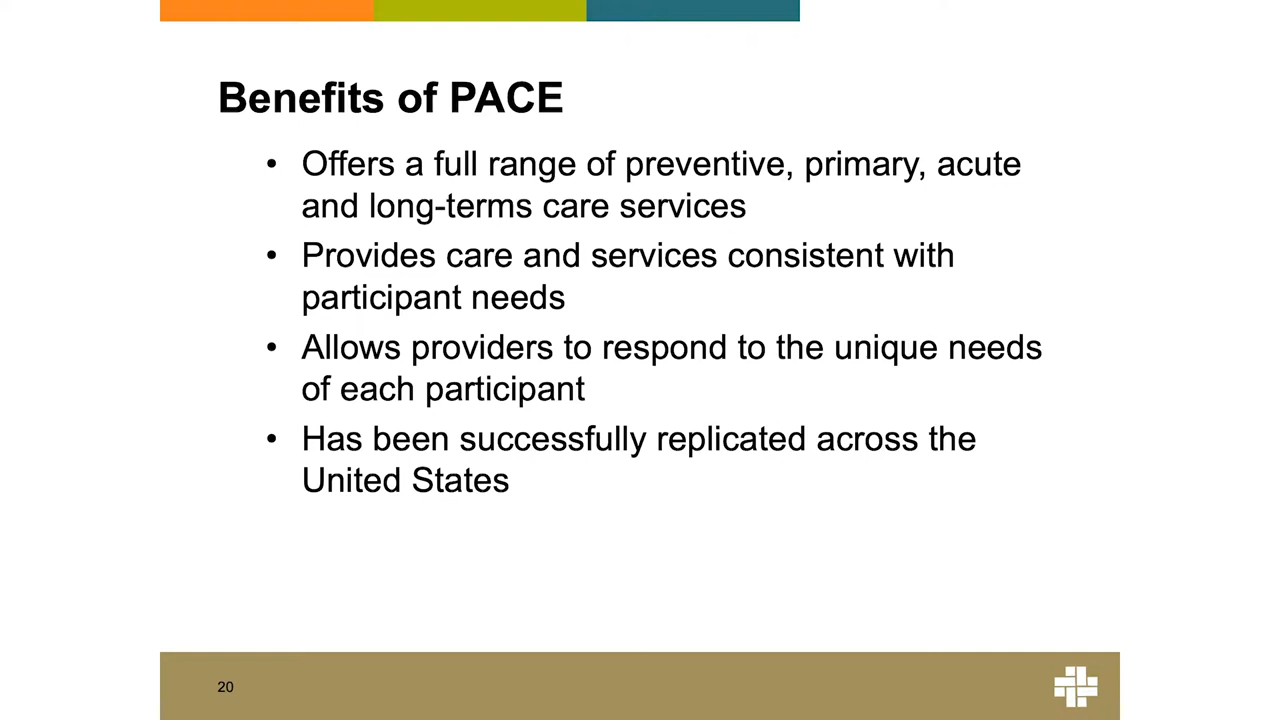 Benefits of PACE
• Offers a full range of preventive, primary, acute
and long-terms care services
• Provides care and services consistent with
participant needs
• Allows providers to respond to the unique needs
of each participant
• Has been successfully replicated across the
United States
20